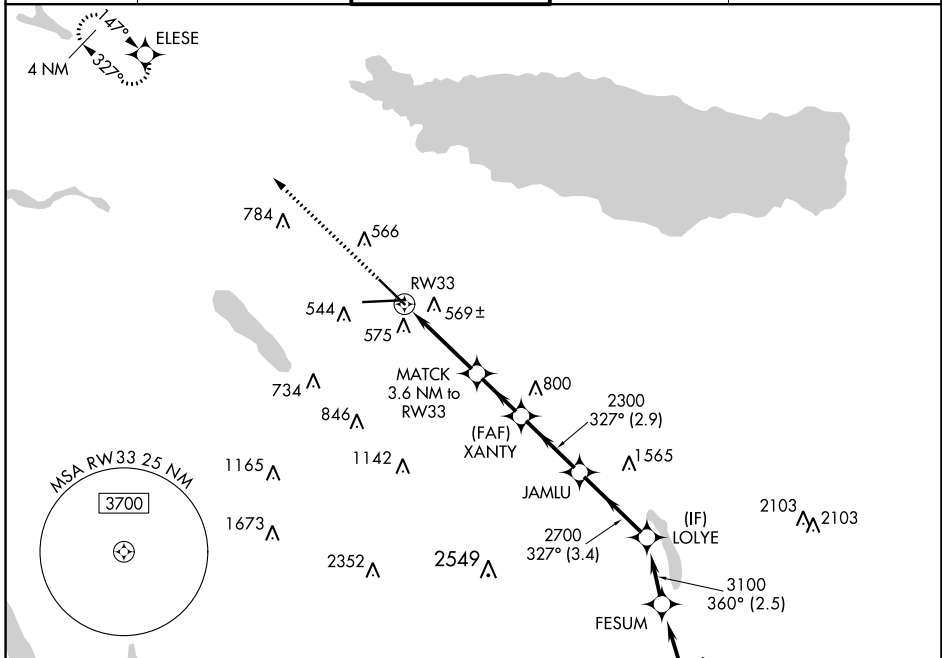 147°
ELESE
4 NM
327°
784
566
RW33
544
569±
575
MATCK
3.6 NM to
RW33
800
734
2300
327° (2.9)
846
(FAF)
XANTY
1565
MSA RW33 25 NM
1165
1142
JAMLU
3700
2103
2103
(IF)
LOLYE
1673
2700
327° (3.4)
2352
2549
3100
360° (2.5)
FESUM